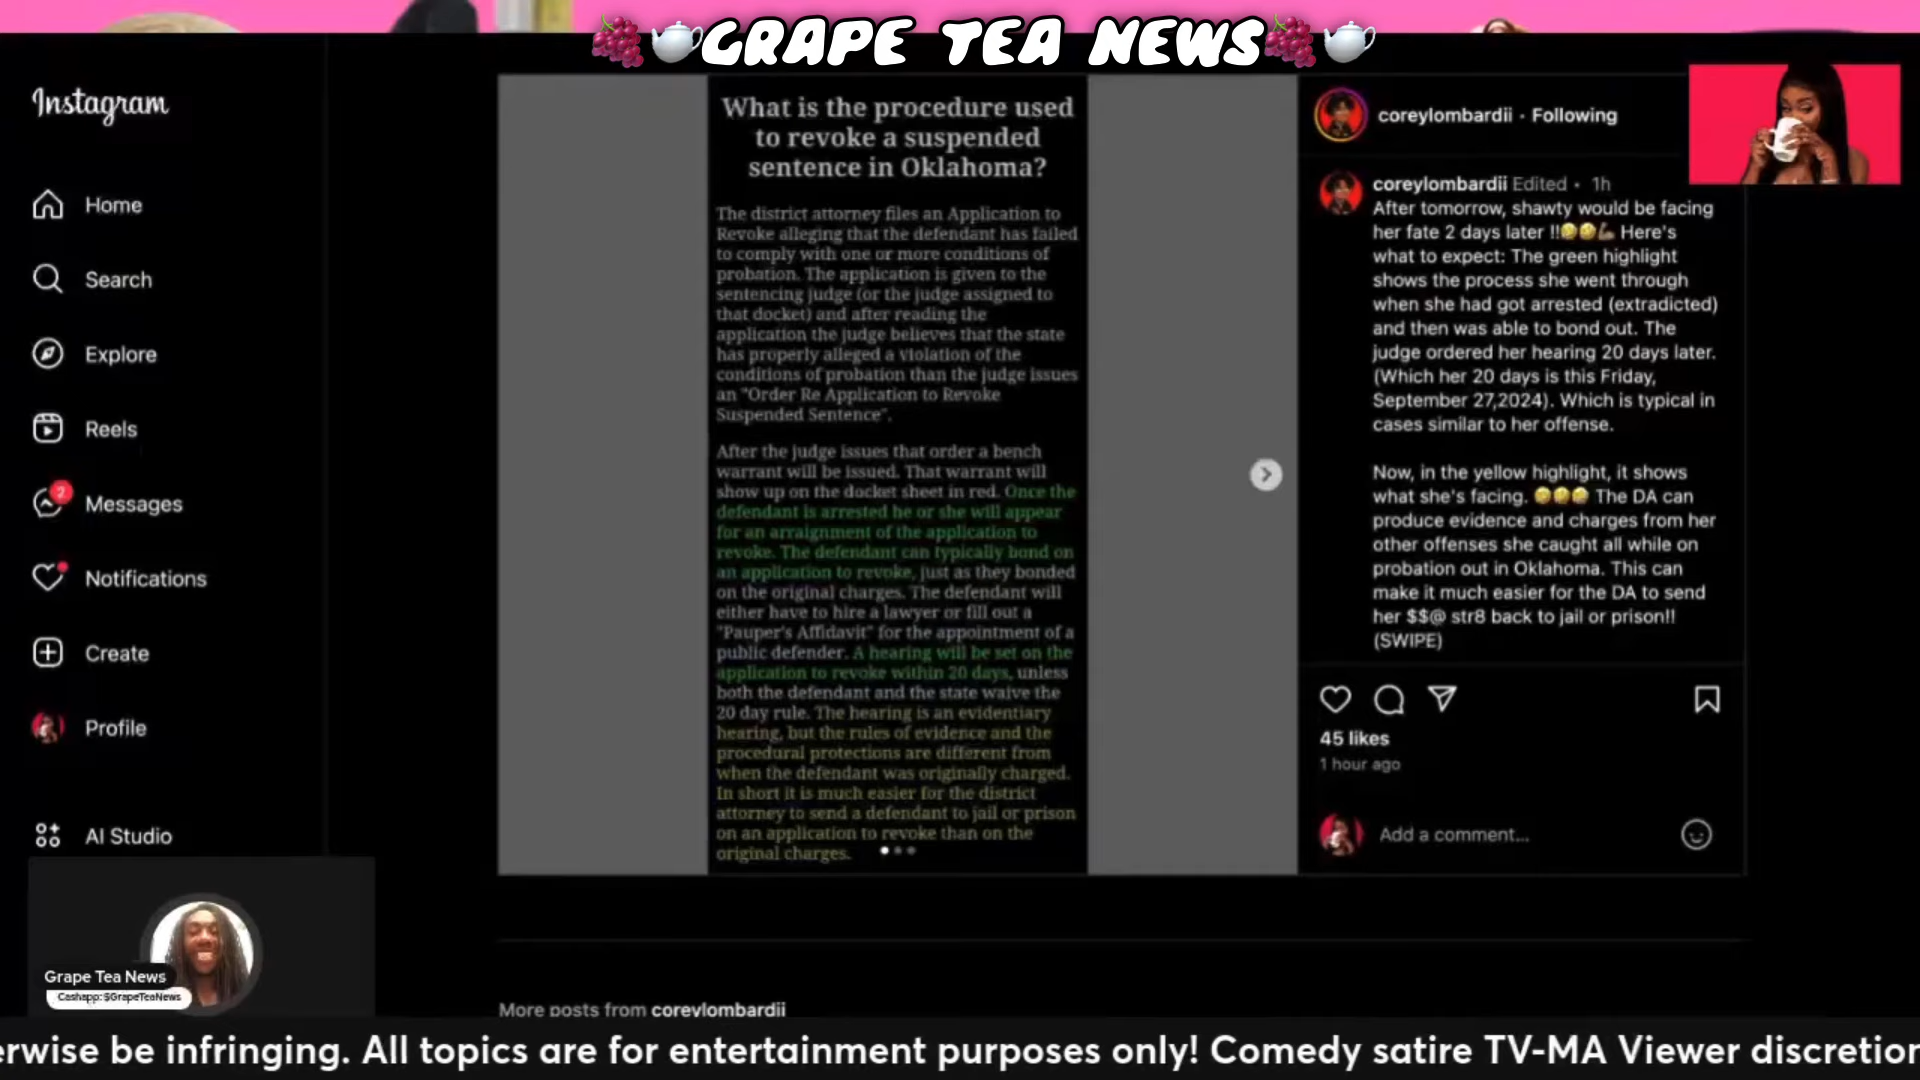 GRAPE TEA NEWS
Instagram
Home
Search
Explore
Reels
2
Messages
Notifications
Create
Profile
AI Studio
What is the procedure used
to revoke a suspended
sentence in Oklahoma?
The district attorney files an Application to
Revoke alleging that the defendant has failed
to comply with one or more conditions of
probation. The application is given to the
sentencing judge (or the judge assigned to
that docket) and after reading the
application the judge believes that the state
has properly alleged a violation of the
conditions of probation than the judge issues
an "Order Re Application to Revoke
Suspended Sentence".
After the judge issues that order a bench
warrant will be issued. That warrant will
show up on the docket sheet in red. Once the
defendant is arrested he or she will appear
for an arraignment of the application to
revoke. The defendant can typically bond on
an application to revoke, just as they bonded
on the original charges. The defendant will
either have to hire a lawyer or fill out a
"Pauper's Affidavit" for the appointment of a
public defender. A hearing will be set on the
application to revoke within 20 days, unless
both the defendant and the state waive the
20 day rule. The hearing is an evidentiary
hearing, but the rules of evidence and the
procedural protections are different from
when the defendant was originally charged.
In short it is much easier for the district
attorney to send a defendant to jail or prison
on an application to revoke than on the
original charges.
coreylombardii • Following
coreylombardii Edited • 1h
After tomorrow, shawty would be facing
her fate 2 days later !!🤣🤣💪🏾 Here's
what to expect: The green highlight
shows the process she went through
when she had got arrested (extradicted)
and then was able to bond out. The
judge ordered her hearing 20 days later.
(Which her 20 days is this Friday,
September 27,2024). Which is typical in
cases similar to her offense.
Now, in the yellow highlight, it shows
what she's facing. 🤣🤣🤣 The DA can
produce evidence and charges from her
other offenses she caught all while on
probation out in Oklahoma. This can
make it much easier for the DA to send
her $$@ str8 back to jail or prison!!
(SWIPE)
45 likes
1 hour ago
Add a comment...
Grape Tea News
Cashapp: $GrapeTeaNews
More posts from coreylombardii
erwise be infringing. All topics are for entertainment purposes only! Comedy satire TV-MA Viewer discretion